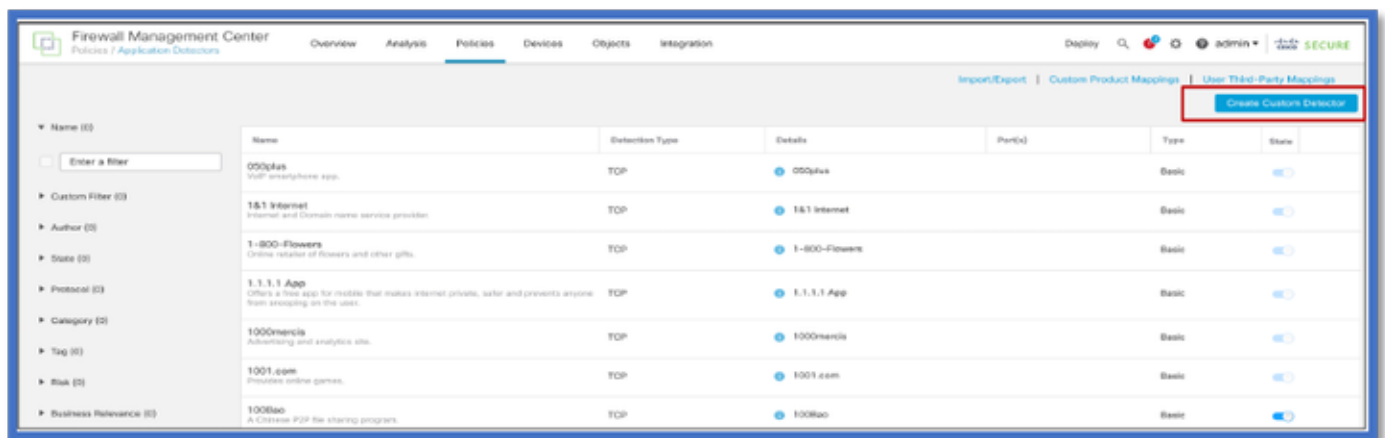 Firewall Management Center
Policies / Application Detectors
Overview Analysis Policies Devices Objects Integration
Deploy admin cisco SECURE
Import/Export | Custom Product Mappings | User Third-Party Mappings
Create Custom Detector
Name (0)
Enter a filter
Custom Filter (0)
Author (0)
State (0)
Protocol (0)
Category (0)
Tag (0)
Risk (0)
Business Relevance (0)
Name Detection Type Details Port(s) Type State
050plus TCP 050plus Basic
VoIP smartphone app.
1&1 Internet TCP 1&1 Internet Basic
Internet and Domain name service provider.
1-800-Flowers TCP 1-800-Flowers Basic
Online retailer of flowers and other gifts.
1.1.1.1 App TCP 1.1.1.1 App Basic
Offers a free app for mobile that makes internet private, safer and prevents anyone
from snooping on the user.
1000mercis TCP 1000mercis Basic
Advertising and analytics site.
1001.com TCP 1001.com Basic
Provides online games.
100Bao TCP 100Bao Basic
A Chinese P2P file sharing program.